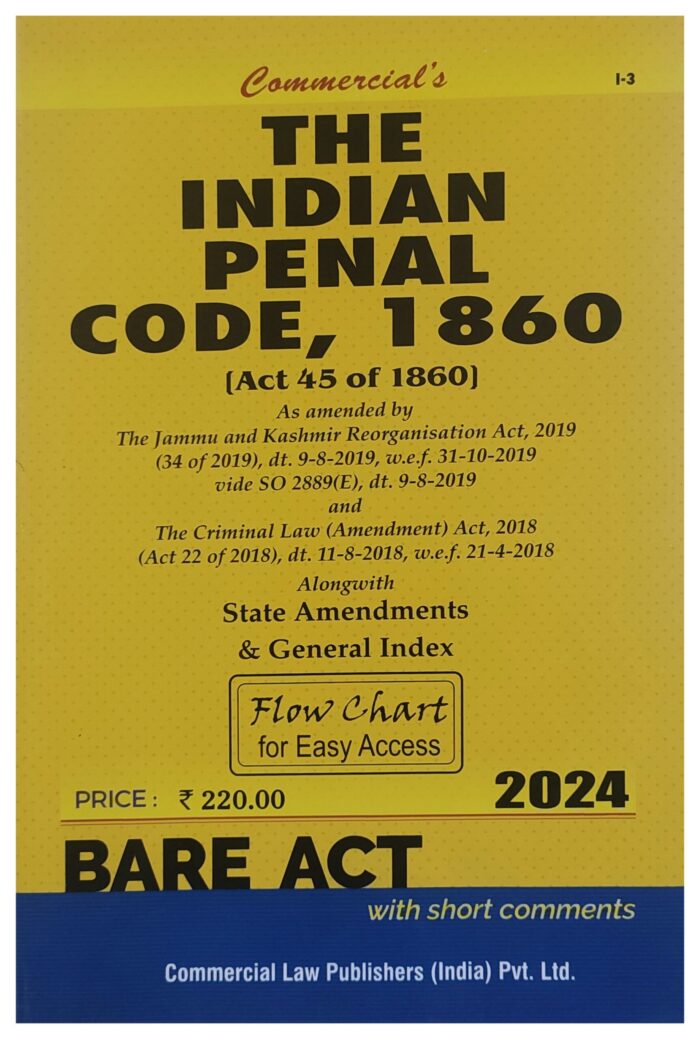 Commercial's
I-3
THE
INDIAN
PENAL
CODE, 1860
(Act 45 of 1860)
As amended by
The Jammu and Kashmir Reorganisation Act, 2019
(34 of 2019), dt. 9-8-2019, w.e.f. 31-10-2019
vide SO 2889(E), dt. 9-8-2019
and
The Criminal Law (Amendment) Act, 2018
(Act 22 of 2018), dt. 11-8-2018, w.e.f. 21-4-2018
Alongwith
State Amendments
& General Index
Flow Chart
for Easy Access
PRICE : ₹ 220.00
2024
BARE ACT
with short comments
Commercial Law Publishers (India) Pvt. Ltd.